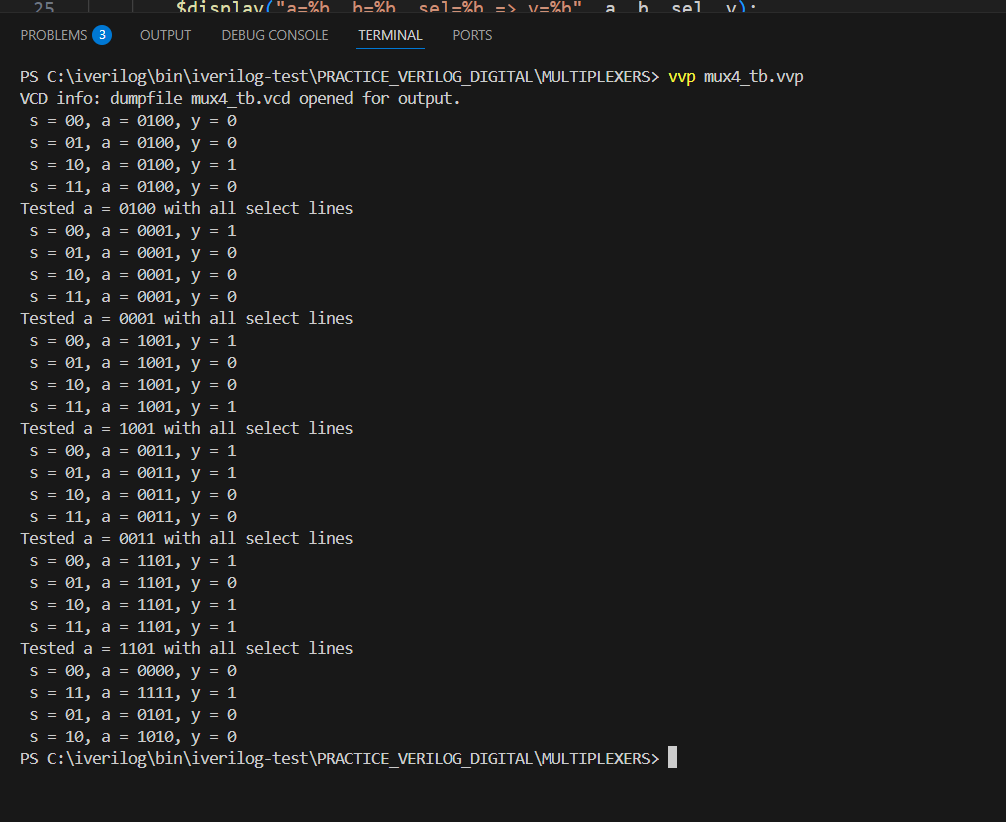 25 $display("a=%h b=%h sel=%h => y=%h", a, b, sel, y);
PROBLEMS 3 OUTPUT DEBUG CONSOLE TERMINAL PORTS
PS C:\iverilog\bin\iverilog-test\PRACTICE_VERILOG_DIGITAL\MULTIPLEXERS> vvp mux4_tb.vvp
VCD info: dumpfile mux4_tb.vcd opened for output.
s = 00, a = 0100, y = 0
s = 01, a = 0100, y = 0
s = 10, a = 0100, y = 1
s = 11, a = 0100, y = 0
Tested a = 0100 with all select lines
s = 00, a = 0001, y = 1
s = 01, a = 0001, y = 0
s = 10, a = 0001, y = 0
s = 11, a = 0001, y = 0
Tested a = 0001 with all select lines
s = 00, a = 1001, y = 1
s = 01, a = 1001, y = 0
s = 10, a = 1001, y = 0
s = 11, a = 1001, y = 1
Tested a = 1001 with all select lines
s = 00, a = 0011, y = 1
s = 01, a = 0011, y = 1
s = 10, a = 0011, y = 0
s = 11, a = 0011, y = 0
Tested a = 0011 with all select lines
s = 00, a = 1101, y = 1
s = 01, a = 1101, y = 0
s = 10, a = 1101, y = 1
s = 11, a = 1101, y = 1
Tested a = 1101 with all select lines
s = 00, a = 0000, y = 0
s = 11, a = 1111, y = 1
s = 01, a = 0101, y = 0
s = 10, a = 1010, y = 0
PS C:\iverilog\bin\iverilog-test\PRACTICE_VERILOG_DIGITAL\MULTIPLEXERS>